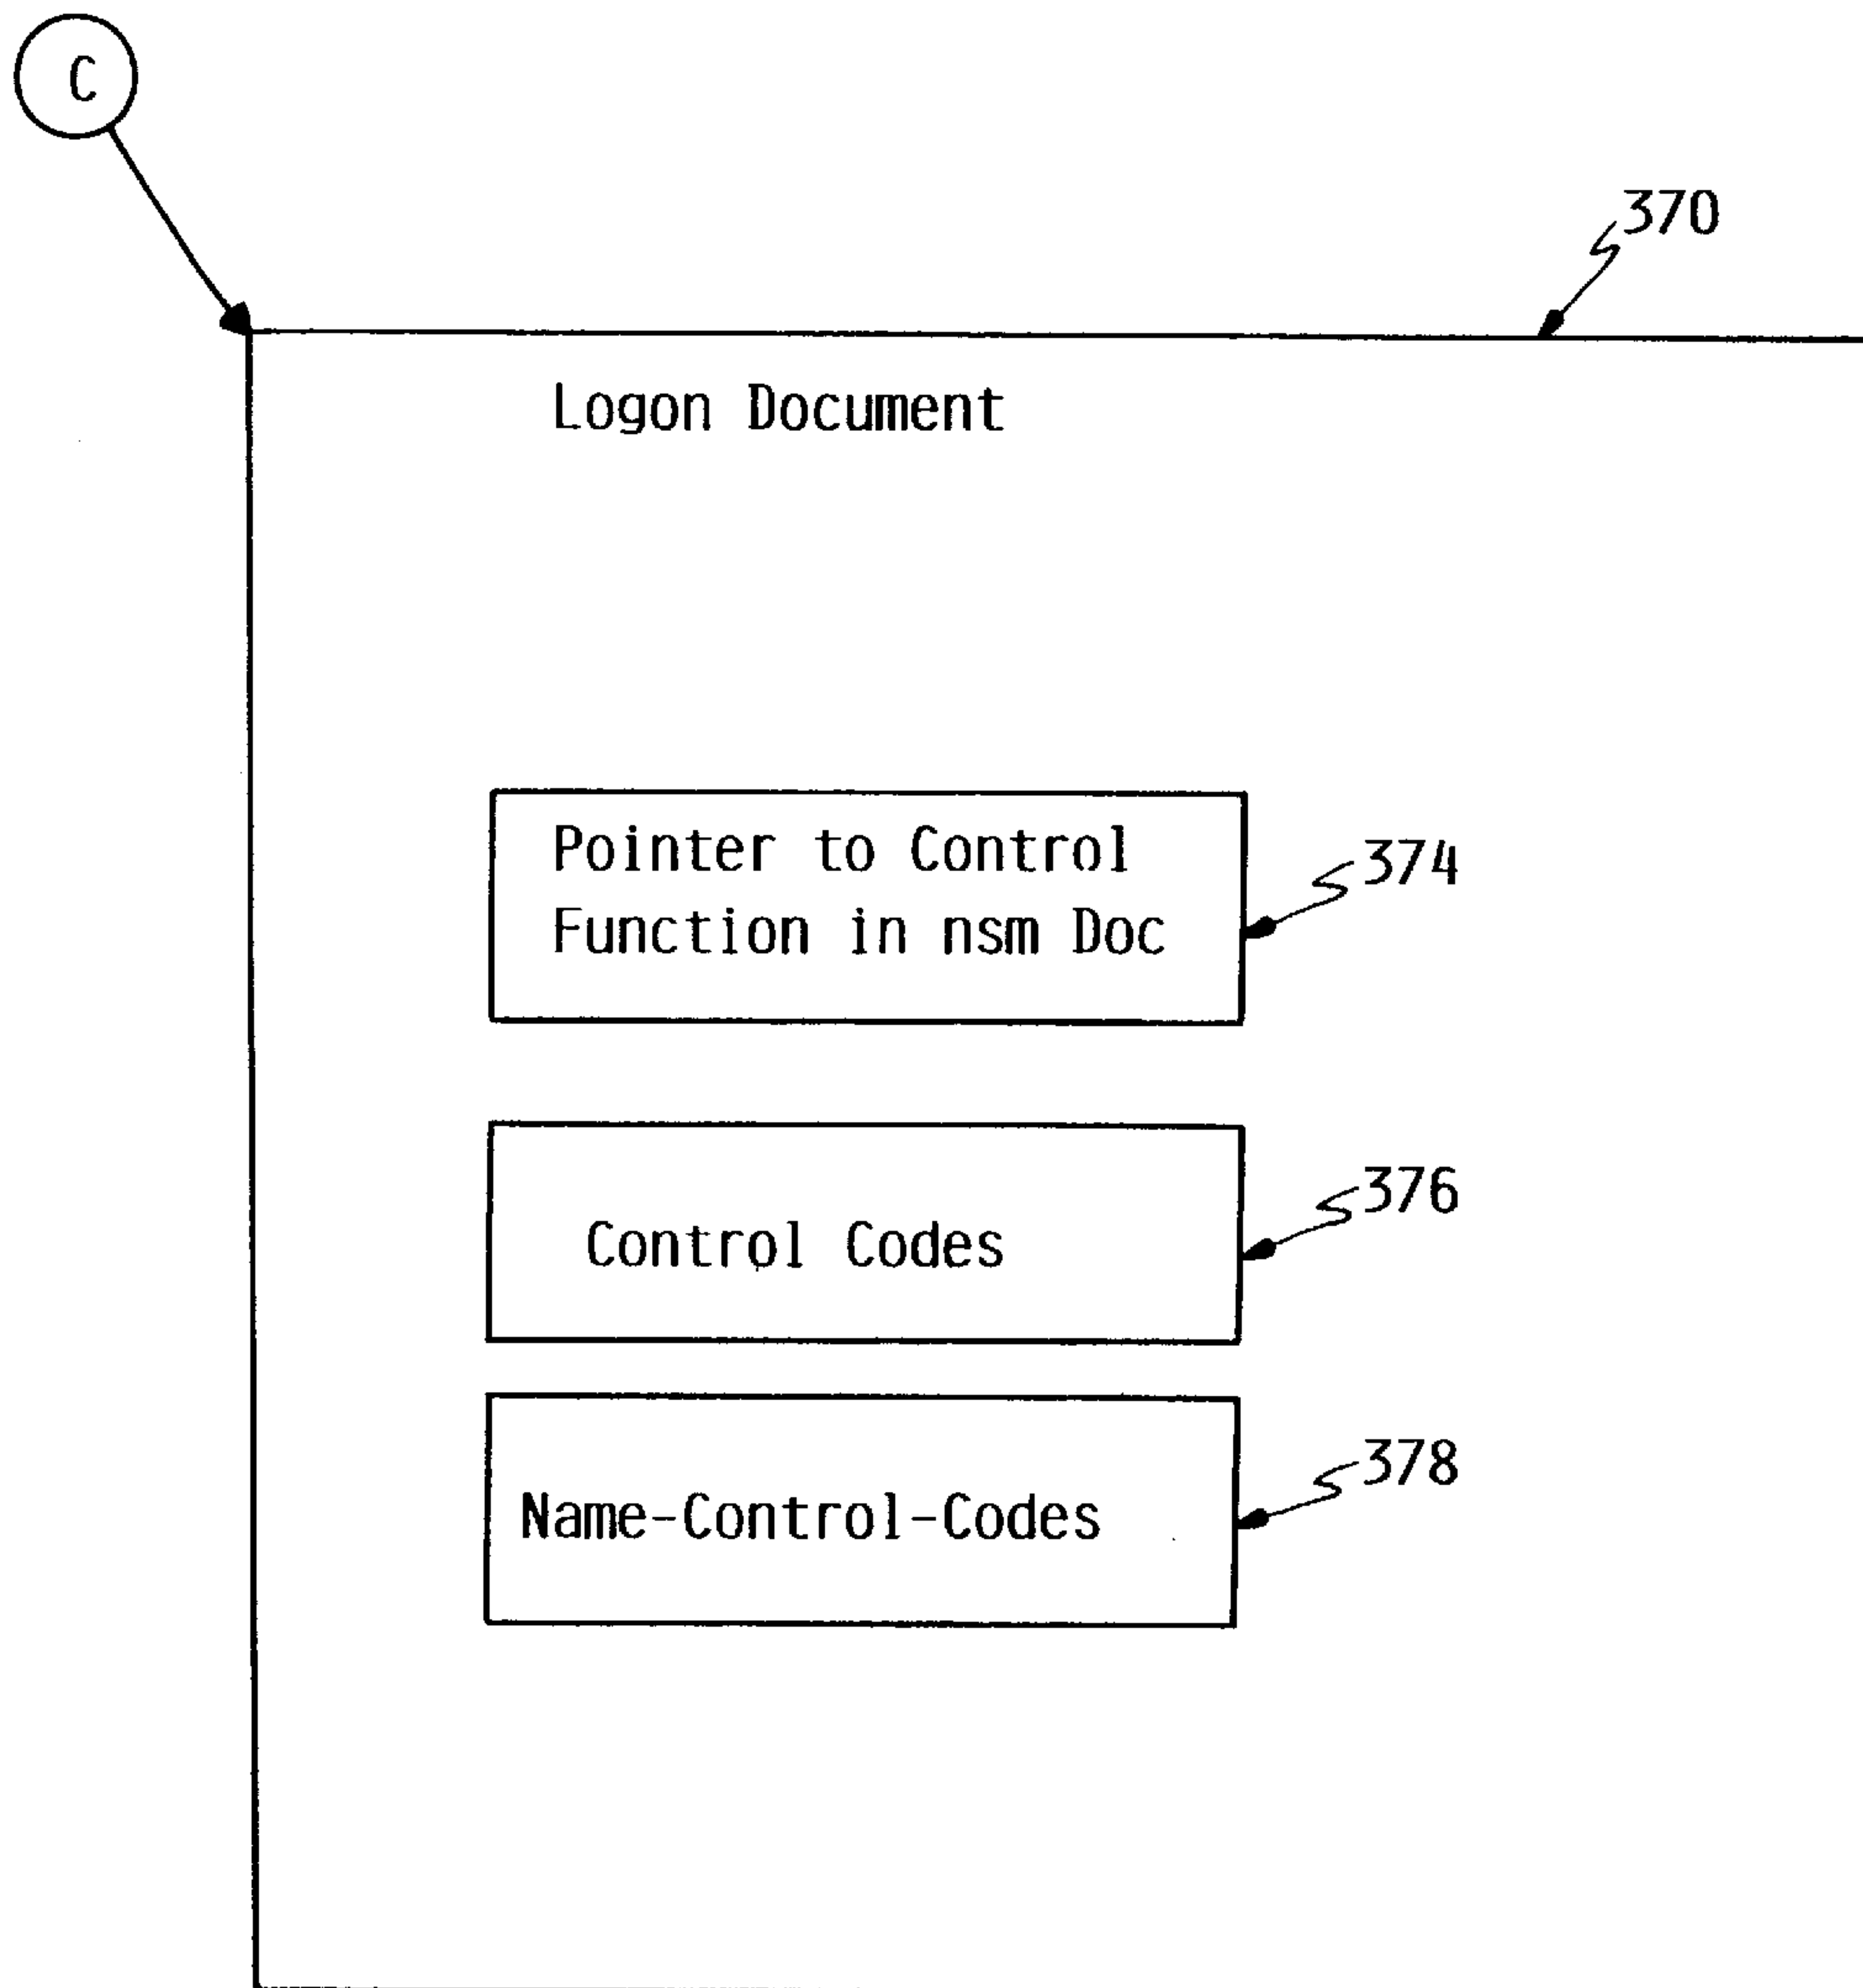 C
370
Logon Document
Pointer to Control
Function in nsm Doc
374
Control Codes
376
Name-Control-Codes
378